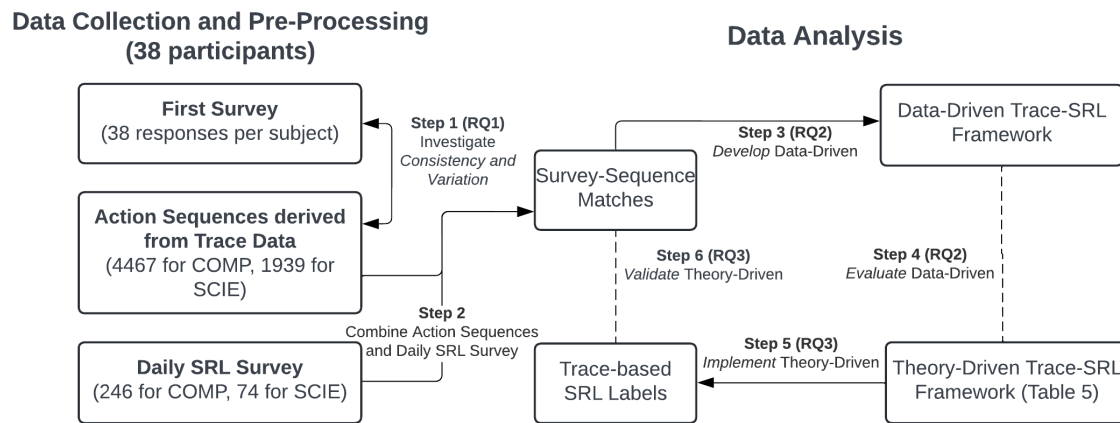 Data Collection and Pre-Processing
(38 participants)
Data Analysis
First Survey
(38 responses per subject)
Step 1 (RQ1)
Investigate
Consistency and
Variation
Action Sequences derived
from Trace Data
(4467 for COMP, 1939 for
SCIE)
Step 2
Combine Action Sequences
and Daily SRL Survey
Daily SRL Survey
(246 for COMP, 74 for SCIE)
Survey-Sequence
Matches
Step 3 (RQ2)
Develop Data-Driven
Data-Driven Trace-SRL
Framework
Step 4 (RQ2)
Evaluate Data-Driven
Step 6 (RQ3)
Validate Theory-Driven
Step 5 (RQ3)
Implement Theory-Driven
Trace-based
SRL Labels
Theory-Driven Trace-SRL
Framework (Table 5)